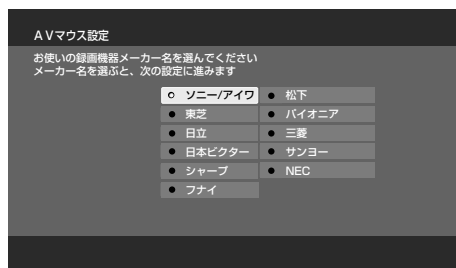 AVマウス設定
お使いの録画機器メーカー名を選んでください
メーカー名を選ぶと、次の設定に進みます
ソニー/アイワ
松下
東芝
パイオニア
日立
三菱
日本ビクター
サンヨー
シャープ
NEC
フナイ